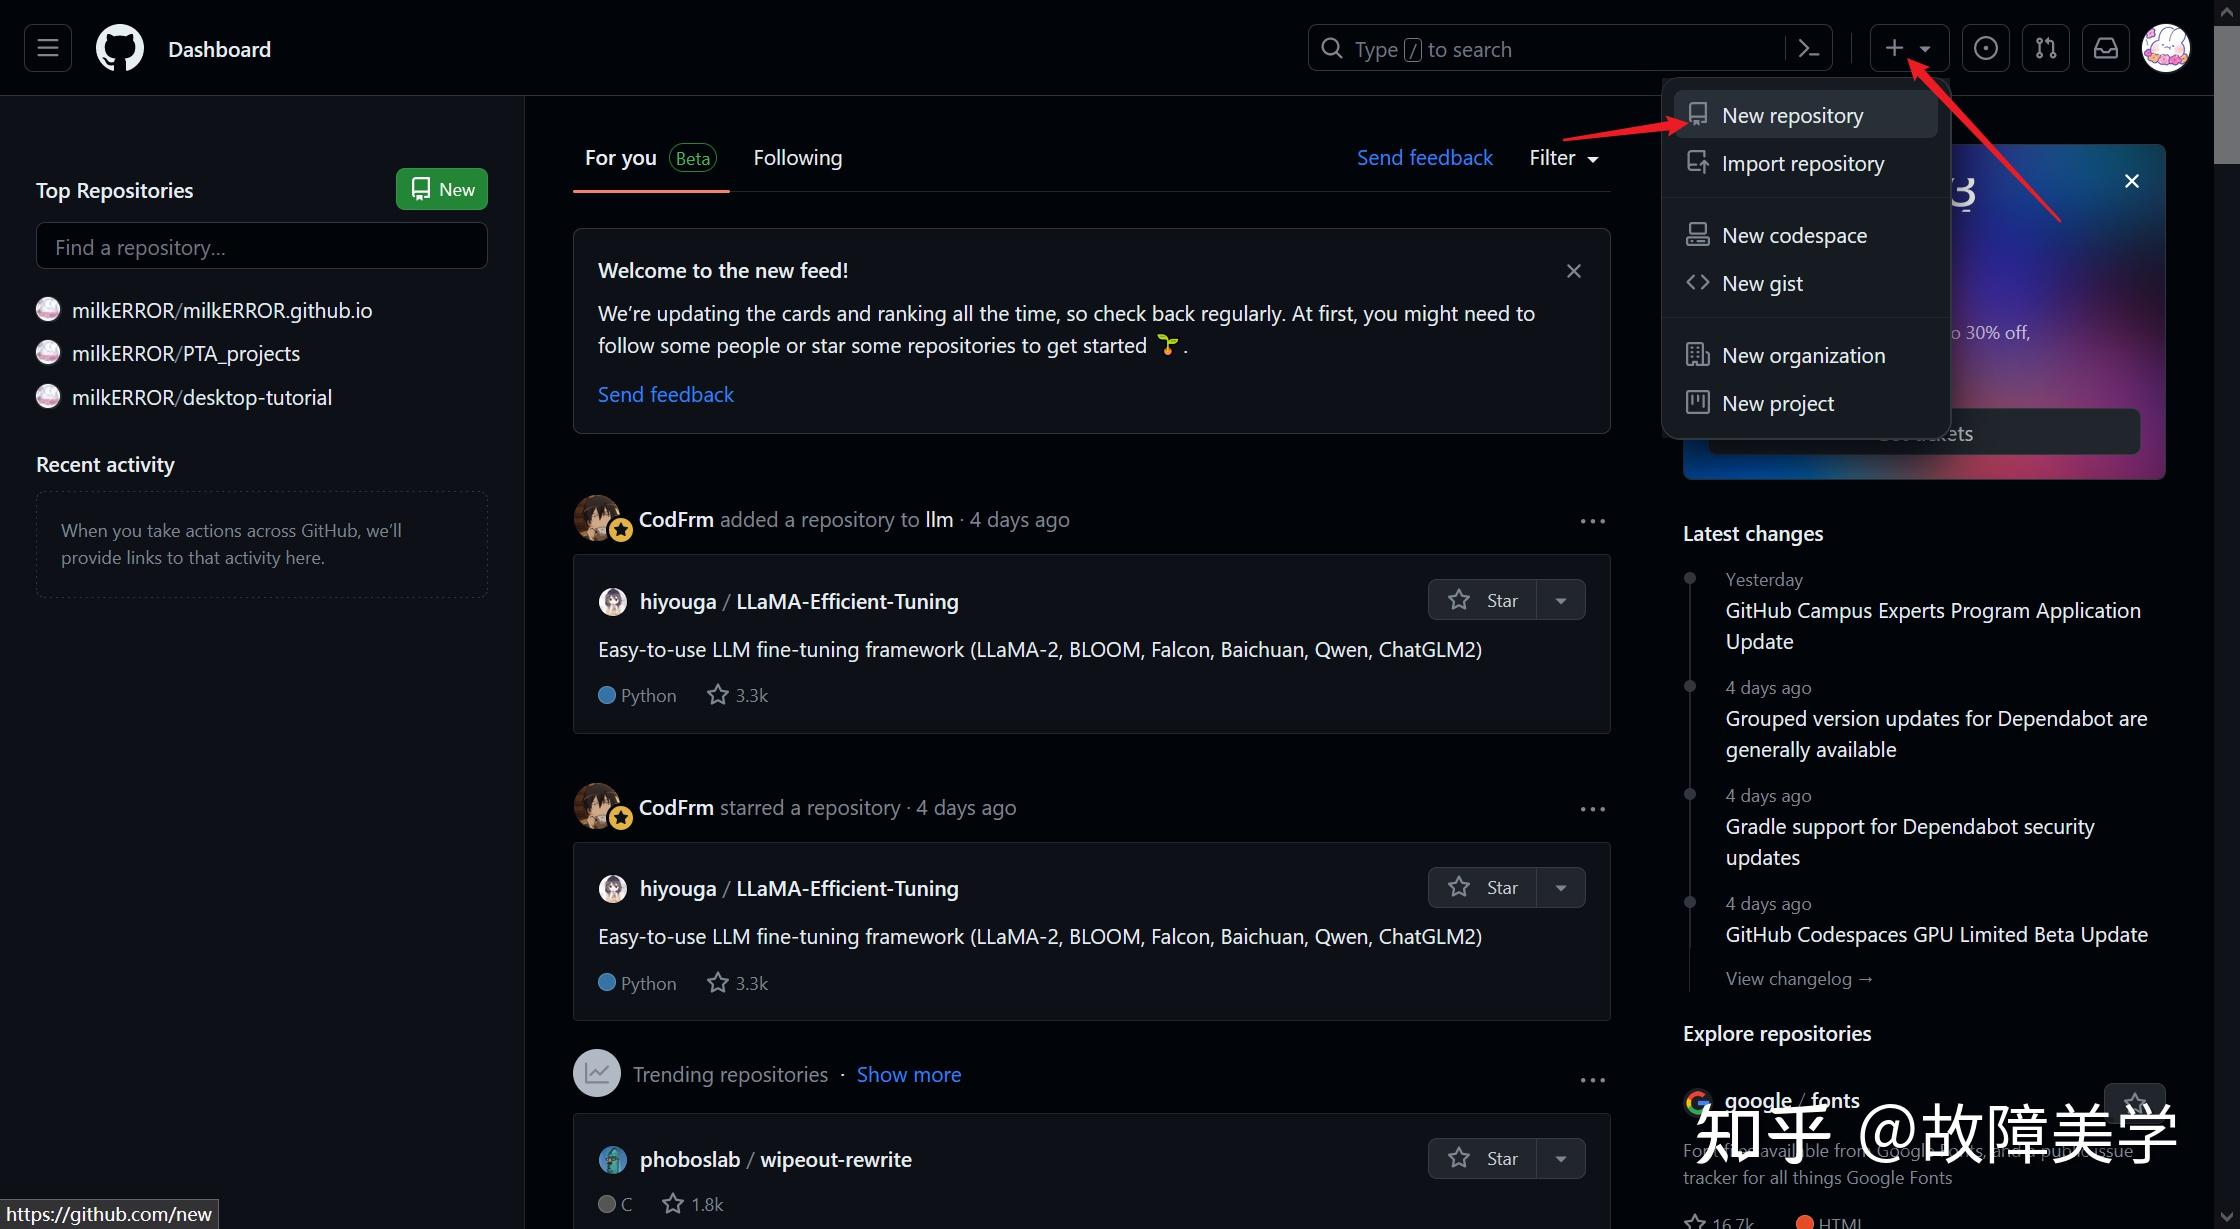 Dashboard
Type / to search
New repository
Import repository
New codespace
New gist
New organization
New project
Top Repositories
New
Find a repository...
milkERROR/milkERROR.github.io
milkERROR/PTA_projects
milkERROR/desktop-tutorial
Recent activity
When you take actions across GitHub, we'll
provide links to that activity here.
For you Beta
Following
Send feedback
Filter
Welcome to the new feed!
We're updating the cards and ranking all the time, so check back regularly. At first, you might need to
follow some people or star some repositories to get started 🌱 .
Send feedback
CodFrm added a repository to llm · 4 days ago
hiyouga / LLaMA-Efficient-Tuning
Star
Easy-to-use LLM fine-tuning framework (LLaMA-2, BLOOM, Falcon, Baichuan, Qwen, ChatGLM2)
Python 3.3k
CodFrm starred a repository · 4 days ago
hiyouga / LLaMA-Efficient-Tuning
Star
Easy-to-use LLM fine-tuning framework (LLaMA-2, BLOOM, Falcon, Baichuan, Qwen, ChatGLM2)
Python 3.3k
Trending repositories · Show more
phoboslab / wipeout-rewrite
Star
C 1.8k
30% off,
Latest changes
Yesterday
GitHub Campus Experts Program Application
Update
4 days ago
Grouped version updates for Dependabot are
generally available
4 days ago
Gradle support for Dependabot security
updates
4 days ago
GitHub Codespaces GPU Limited Beta Update
View changelog →
Explore repositories
google / fonts
Font files available from Google Fonts, and a public issue
tracker for all things Google Fonts
16.7k HTML
知乎 @故障美学
https://github.com/new